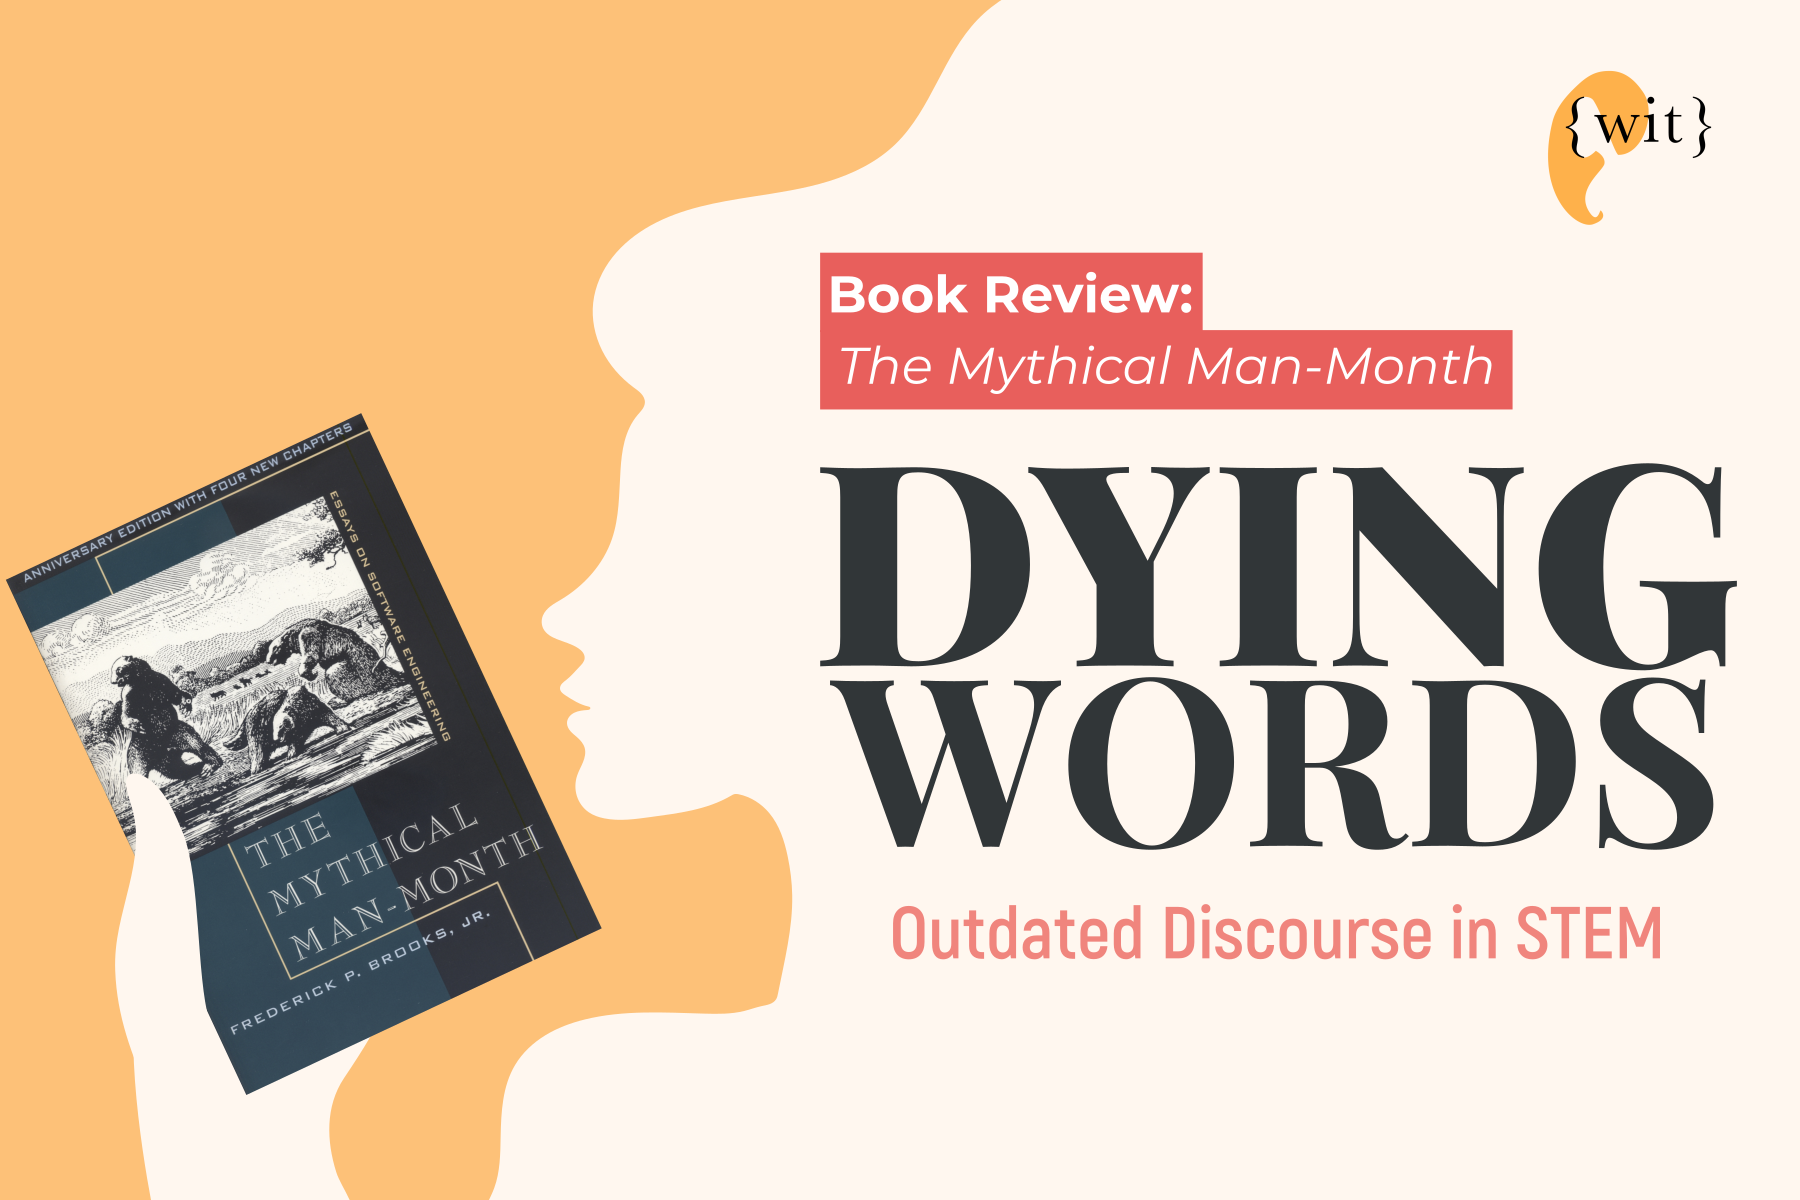 {wit}
Book Review:
The Mythical Man-Month
DYING
WORDS
Outdated Discourse in STEM
ANNIVERSARY EDITION WITH FOUR NEW CHAPTERS
ESSAYS ON SOFTWARE ENGINEERING
THE
MYTHICAL
MAN-MONTH
FREDERICK P. BROOKS, JR.